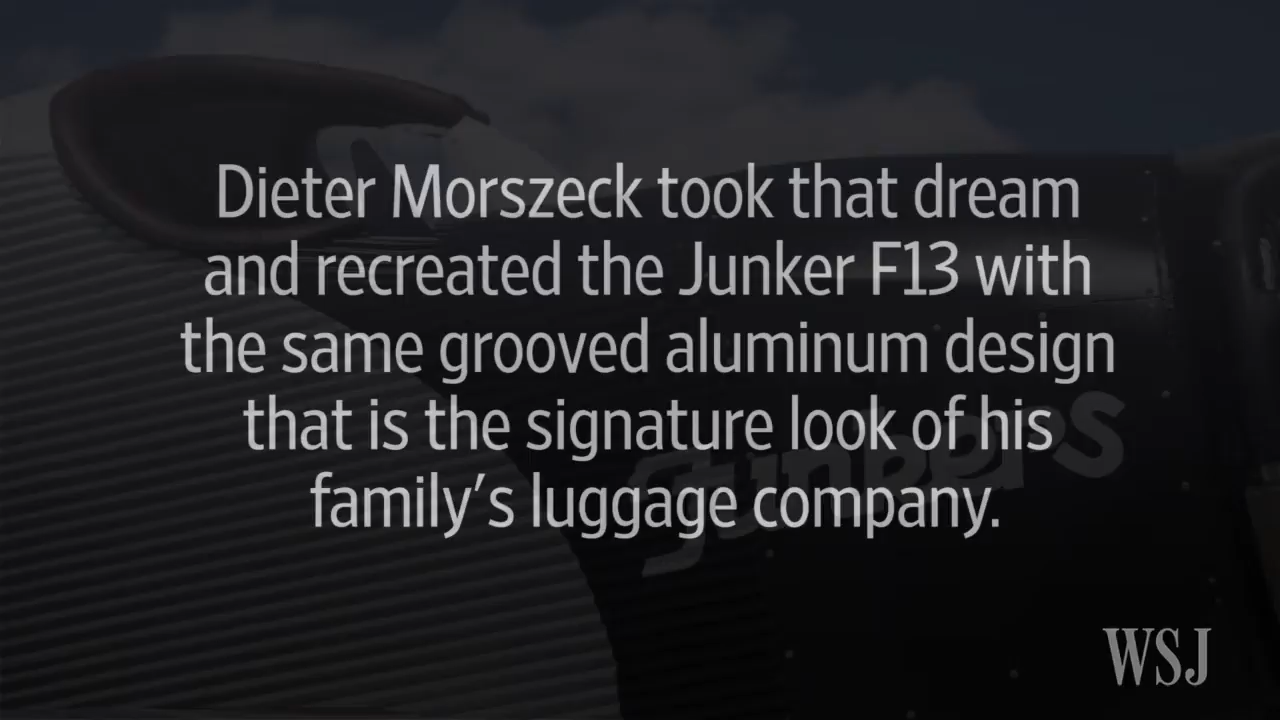 Dieter Morszeck took that dream
and recreated the Junker F13 with
the same grooved aluminum design
that is the signature look of his
family’s luggage company.
Junkers
WSJ